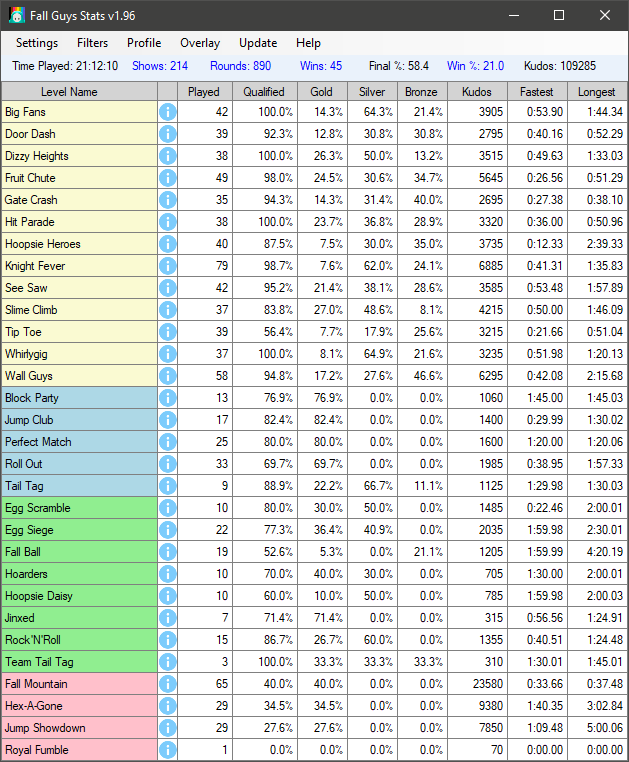 Fall Guys Stats v1.96
Settings Filters Profile Overlay Update Help
Time Played: 21:12:10 Shows: 214 Rounds: 890 Wins: 45 Final %: 58.4 Win %: 21.0 Kudos: 109285
Level Name Played Qualified Gold Silver Bronze Kudos Fastest Longest
Big Fans 42 100.0% 14.3% 64.3% 21.4% 3905 0:53.90 1:44.34
Door Dash 39 92.3% 12.8% 30.8% 30.8% 2795 0:40.16 0:52.29
Dizzy Heights 38 100.0% 26.3% 50.0% 13.2% 3515 0:49.63 1:33.03
Fruit Chute 49 98.0% 24.5% 30.6% 34.7% 5645 0:26.56 0:51.29
Gate Crash 35 94.3% 14.3% 31.4% 40.0% 2695 0:27.38 0:38.10
Hit Parade 38 100.0% 23.7% 36.8% 28.9% 3320 0:36.00 0:50.96
Hoopsie Heroes 40 87.5% 7.5% 30.0% 35.0% 3735 0:12.33 2:39.33
Knight Fever 79 98.7% 7.6% 62.0% 24.1% 6885 0:41.31 1:35.83
See Saw 42 95.2% 21.4% 38.1% 28.6% 3585 0:53.48 1:57.89
Slime Climb 37 83.8% 27.0% 48.6% 8.1% 4215 0:50.00 1:46.09
Tip Toe 39 56.4% 7.7% 17.9% 25.6% 3215 0:21.66 0:51.04
Whirlygig 37 100.0% 8.1% 64.9% 21.6% 3235 0:51.98 1:20.13
Wall Guys 58 94.8% 17.2% 27.6% 46.6% 6295 0:42.08 2:15.68
Block Party 13 76.9% 76.9% 0.0% 0.0% 1060 1:45.00 1:45.03
Jump Club 17 82.4% 82.4% 0.0% 0.0% 1400 0:29.99 1:30.02
Perfect Match 25 80.0% 80.0% 0.0% 0.0% 1600 1:20.00 1:20.06
Roll Out 33 69.7% 69.7% 0.0% 0.0% 1985 0:38.95 1:57.33
Tail Tag 9 88.9% 22.2% 66.7% 11.1% 1125 1:29.98 1:30.03
Egg Scramble 10 80.0% 30.0% 50.0% 0.0% 1485 0:22.46 2:00.01
Egg Siege 22 77.3% 36.4% 40.9% 0.0% 2035 1:59.98 2:30.01
Fall Ball 19 52.6% 5.3% 0.0% 21.1% 1205 1:59.99 4:20.19
Hoarders 10 70.0% 40.0% 30.0% 0.0% 705 1:30.00 2:00.01
Hoopsie Daisy 10 60.0% 10.0% 50.0% 0.0% 785 1:59.98 2:00.03
Jinxed 7 71.4% 71.4% 0.0% 0.0% 315 0:56.56 1:24.91
Rock'N'Roll 15 86.7% 26.7% 60.0% 0.0% 1355 0:40.51 1:24.48
Team Tail Tag 3 100.0% 33.3% 33.3% 33.3% 310 1:30.01 1:45.01
Fall Mountain 65 40.0% 40.0% 0.0% 0.0% 23580 0:33.66 0:37.48
Hex-A-Gone 29 34.5% 34.5% 0.0% 0.0% 9380 1:40.35 3:02.84
Jump Showdown 29 27.6% 27.6% 0.0% 0.0% 7850 1:09.48 5:00.06
Royal Fumble 1 0.0% 0.0% 0.0% 0.0% 70 0:00.00 0:00.00